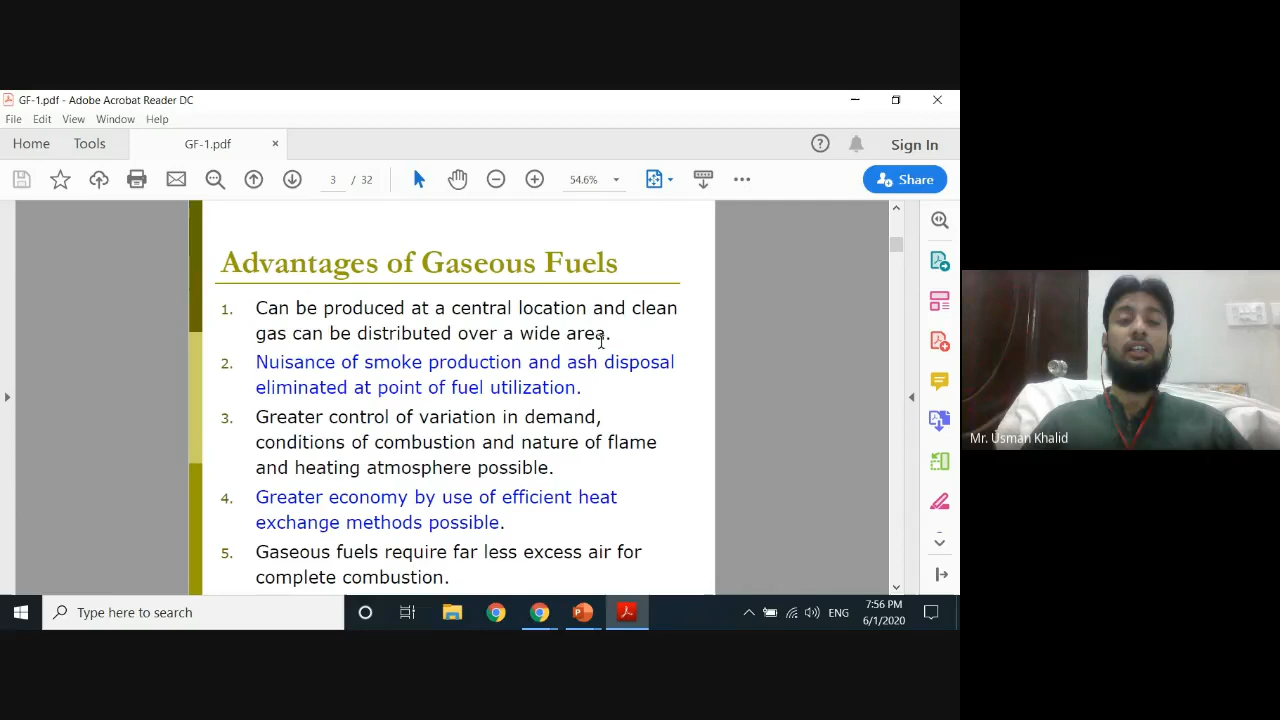 GF-1.pdf - Adobe Acrobat Reader DC
File Edit View Window Help
Home Tools GF-1.pdf × Sign In
3 / 32 54.6% Share
Advantages of Gaseous Fuels
1. Can be produced at a central location and clean
gas can be distributed over a wide area.
2. Nuisance of smoke production and ash disposal
eliminated at point of fuel utilization.
3. Greater control of variation in demand,
conditions of combustion and nature of flame
and heating atmosphere possible.
4. Greater economy by use of efficient heat
exchange methods possible.
5. Gaseous fuels require far less excess air for
complete combustion.
Mr. Usman Khalid
Type here to search
ENG
7:56 PM
6/1/2020